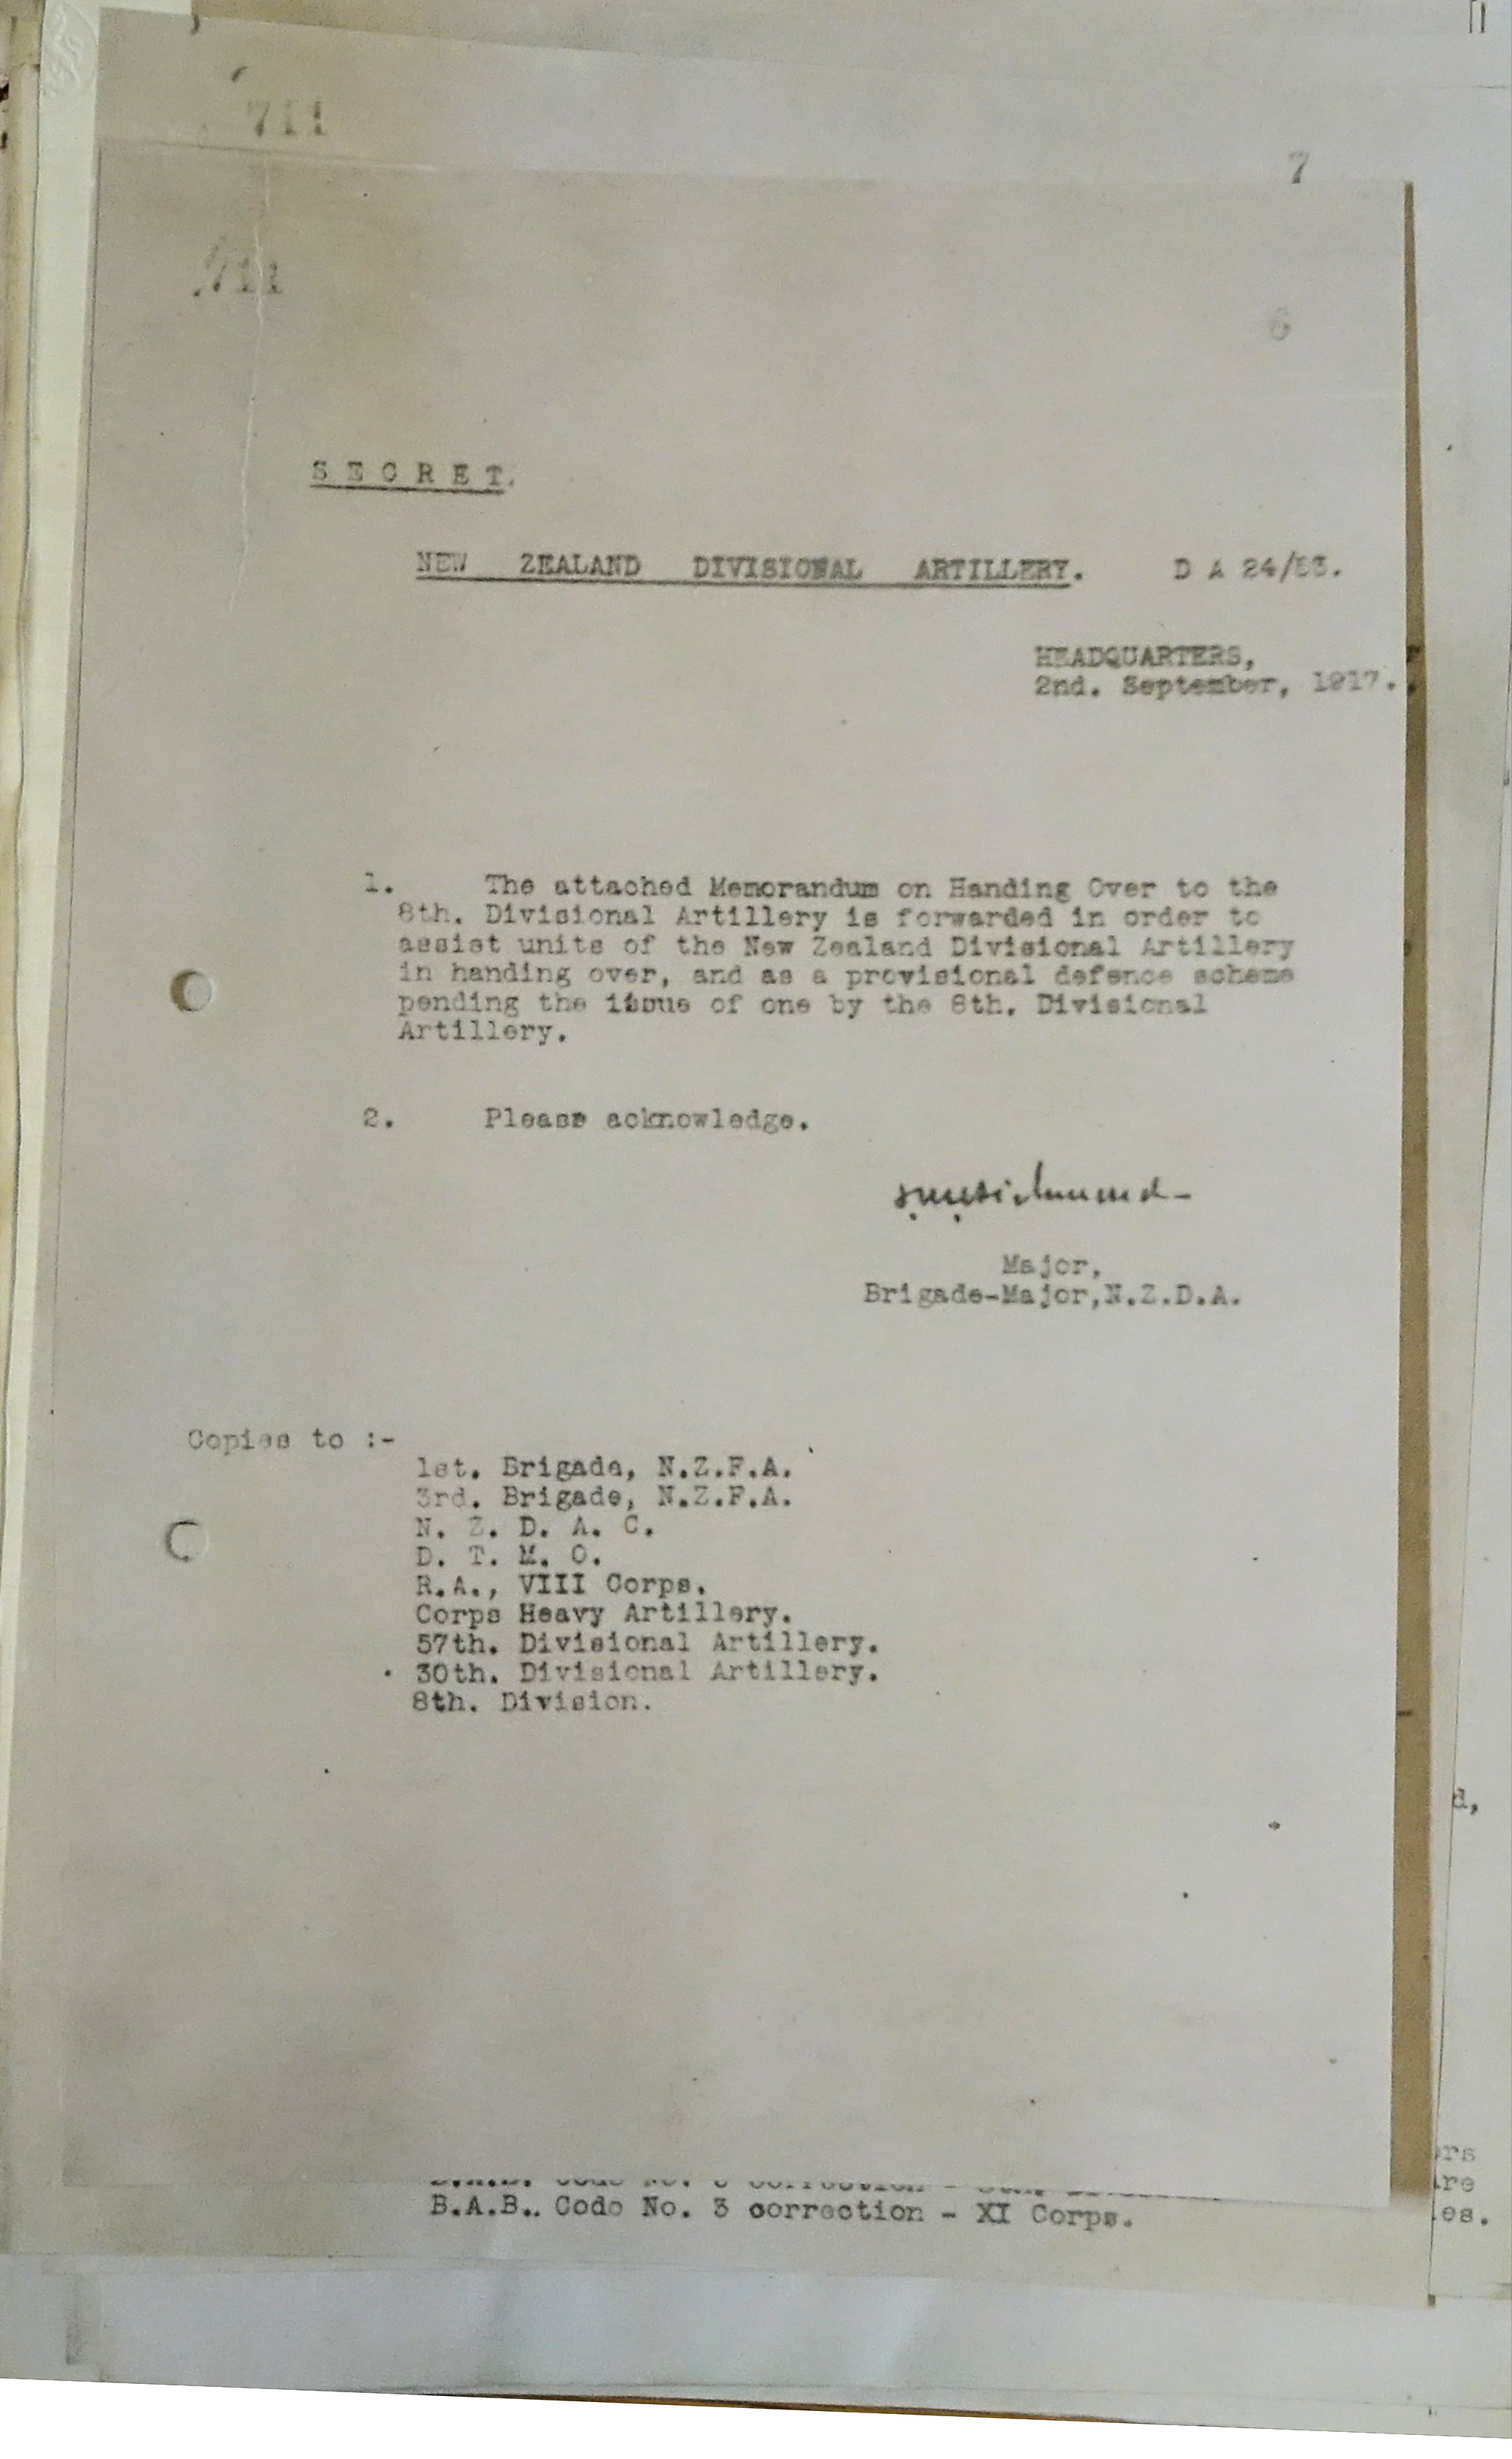 711
7
711
6
S E C R E T.
NEW ZEALAND DIVISIONAL ARTILLERY. D A 24/53.
HEADQUARTERS,
2nd. September, 1917.
1. The attached Memorandum on Handing Over to the
8th. Divisional Artillery is forwarded in order to
assist units of the New Zealand Divisional Artillery
in handing over, and as a provisional defence scheme
pending the issue of one by the 8th. Divisional
Artillery.
2. Please acknowledge.
Major,
Brigade-Major,N.Z.D.A.
Copies to :-
1st. Brigade, N.Z.F.A.
3rd. Brigade, N.Z.F.A.
N. Z. D. A. C.
D. T. M. O.
R.A., VIII Corps.
Corps Heavy Artillery.
57th. Divisional Artillery.
30th. Divisional Artillery.
8th. Division.
d,
ers
are
es.
B.A.B.. Code No. 3 correction - XI Corps.